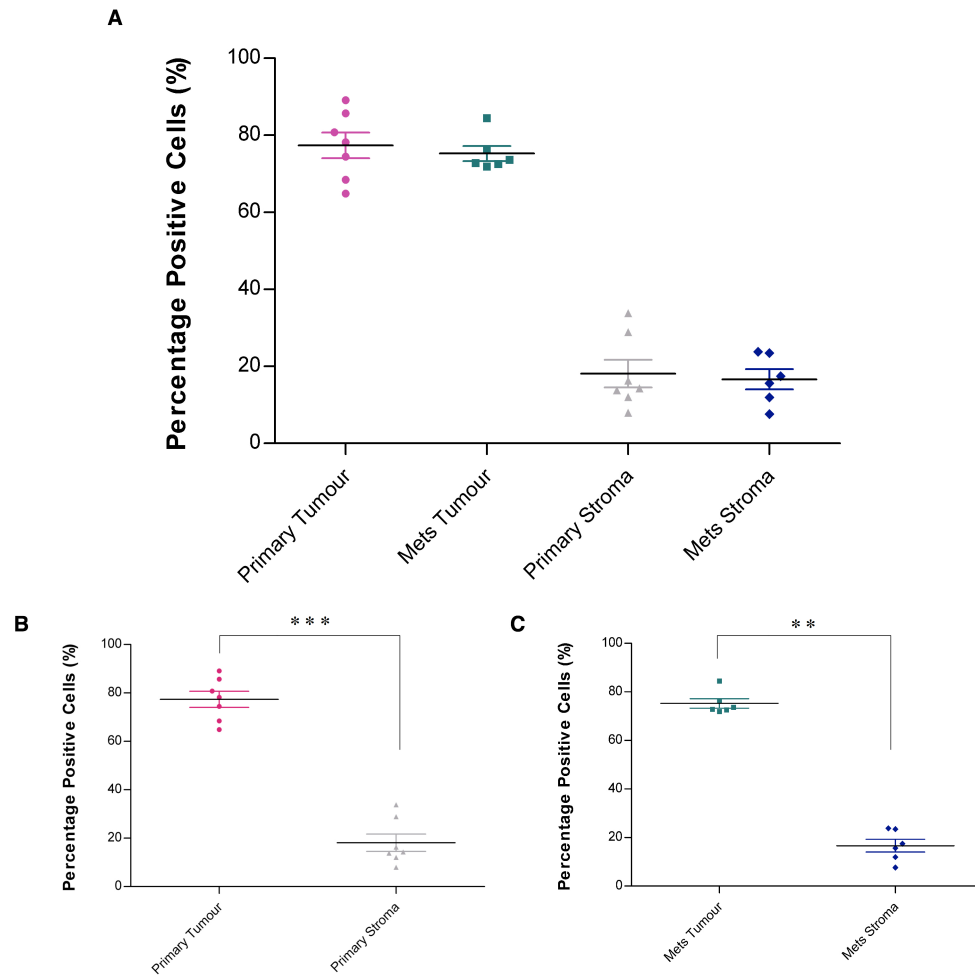 A
Percentage Positive Cells (%)
100
80
60
40
20
0
Primary Tumour
Mets Tumour
Primary Stroma
Mets Stroma
B
***
Percentage Positive Cells (%)
100
80
60
40
20
0
Primary Tumour
Primary Stroma
C
**
Percentage Positive Cells (%)
100
80
60
40
20
0
Mets Tumour
Mets Stroma